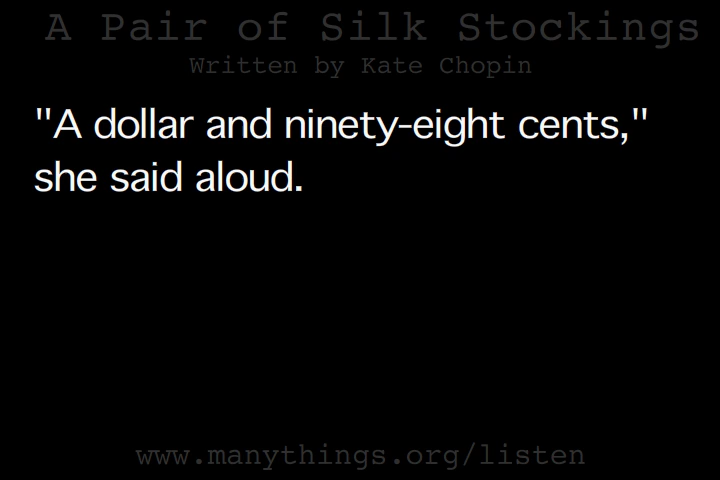 A Pair of Silk Stockings
Written by Kate Chopin
"A dollar and ninety-eight cents,"
she said aloud.
www.manythings.org/listen